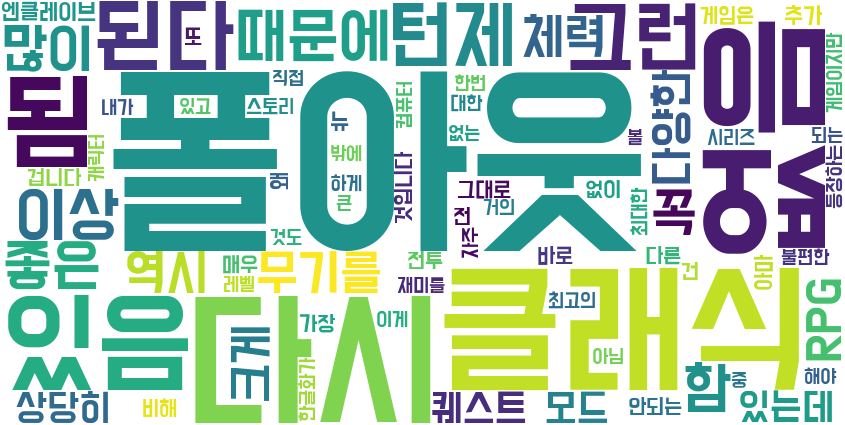 엔클레이브
많이
된다
또
때문에
턴제
체력
그런
게임은
추가
없음
게임이지만
됨
내가
있고
스토리
직접
폴아웃
뉴
밖에
하게
큰
컴퓨터
한번
대한
없는
볼
다양한
시리즈
되는
등장하는
겁니다
캐릭터
왜
것입니다
그대로
거의
없이
최대한
꼭
이상
것도
자주
전
좋은
역시
매우
레벨
무기를
전투
재미를
바로
다른
건
음악
불편한
있음
다시
클래식
RPG
크게
가장
이게
최고의
한글화가
아님
함
중
해야
상당히
비해
퀘스트
모드
안되는
있는데